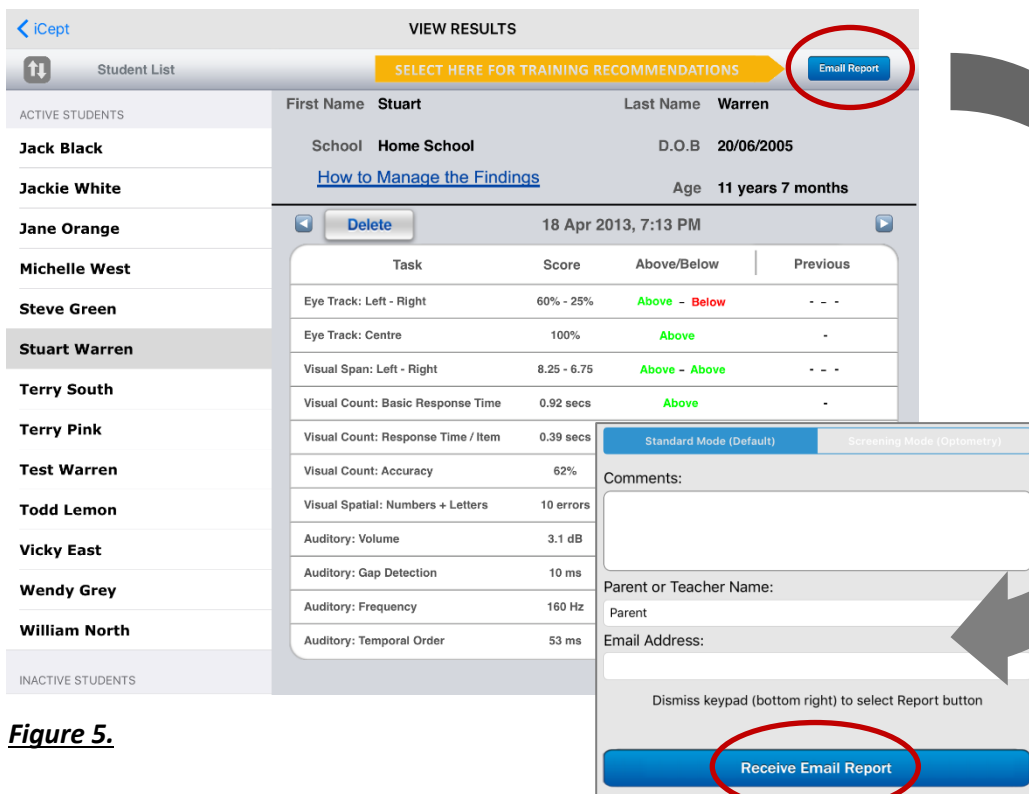 iCept
VIEW RESULTS
Student List
SELECT HERE FOR TRAINING RECOMMENDATIONS
Email Report
ACTIVE STUDENTS
Jack Black
Jackie White
Jane Orange
Michelle West
Steve Green
Stuart Warren
Terry South
Terry Pink
Test Warren
Todd Lemon
Vicky East
Wendy Grey
William North
INACTIVE STUDENTS
First Name Stuart Last Name Warren
School Home School D.O.B 20/06/2005
How to Manage the Findings
Age 11 years 7 months
Delete 18 Apr 2013, 7:13 PM
Task Score Above/Below Previous
Eye Track: Left - Right 60% - 25% Above - Below - - -
Eye Track: Centre 100% Above -
Visual Span: Left - Right 8.25 - 6.75 Above - Above - - -
Visual Count: Basic Response Time 0.92 secs Above -
Visual Count: Response Time / Item 0.39 secs
Visual Count: Accuracy 62%
Visual Spatial: Numbers + Letters 10 errors
Auditory: Volume 3.1 dB
Auditory: Gap Detection 10 ms
Auditory: Frequency 160 Hz
Auditory: Temporal Order 53 ms
Standard Mode (Default) Screening Mode (Optometry)
Comments:
Parent or Teacher Name:
Parent
Email Address:
Dismiss keypad (bottom right) to select Report button
Receive Email Report
Figure 5.